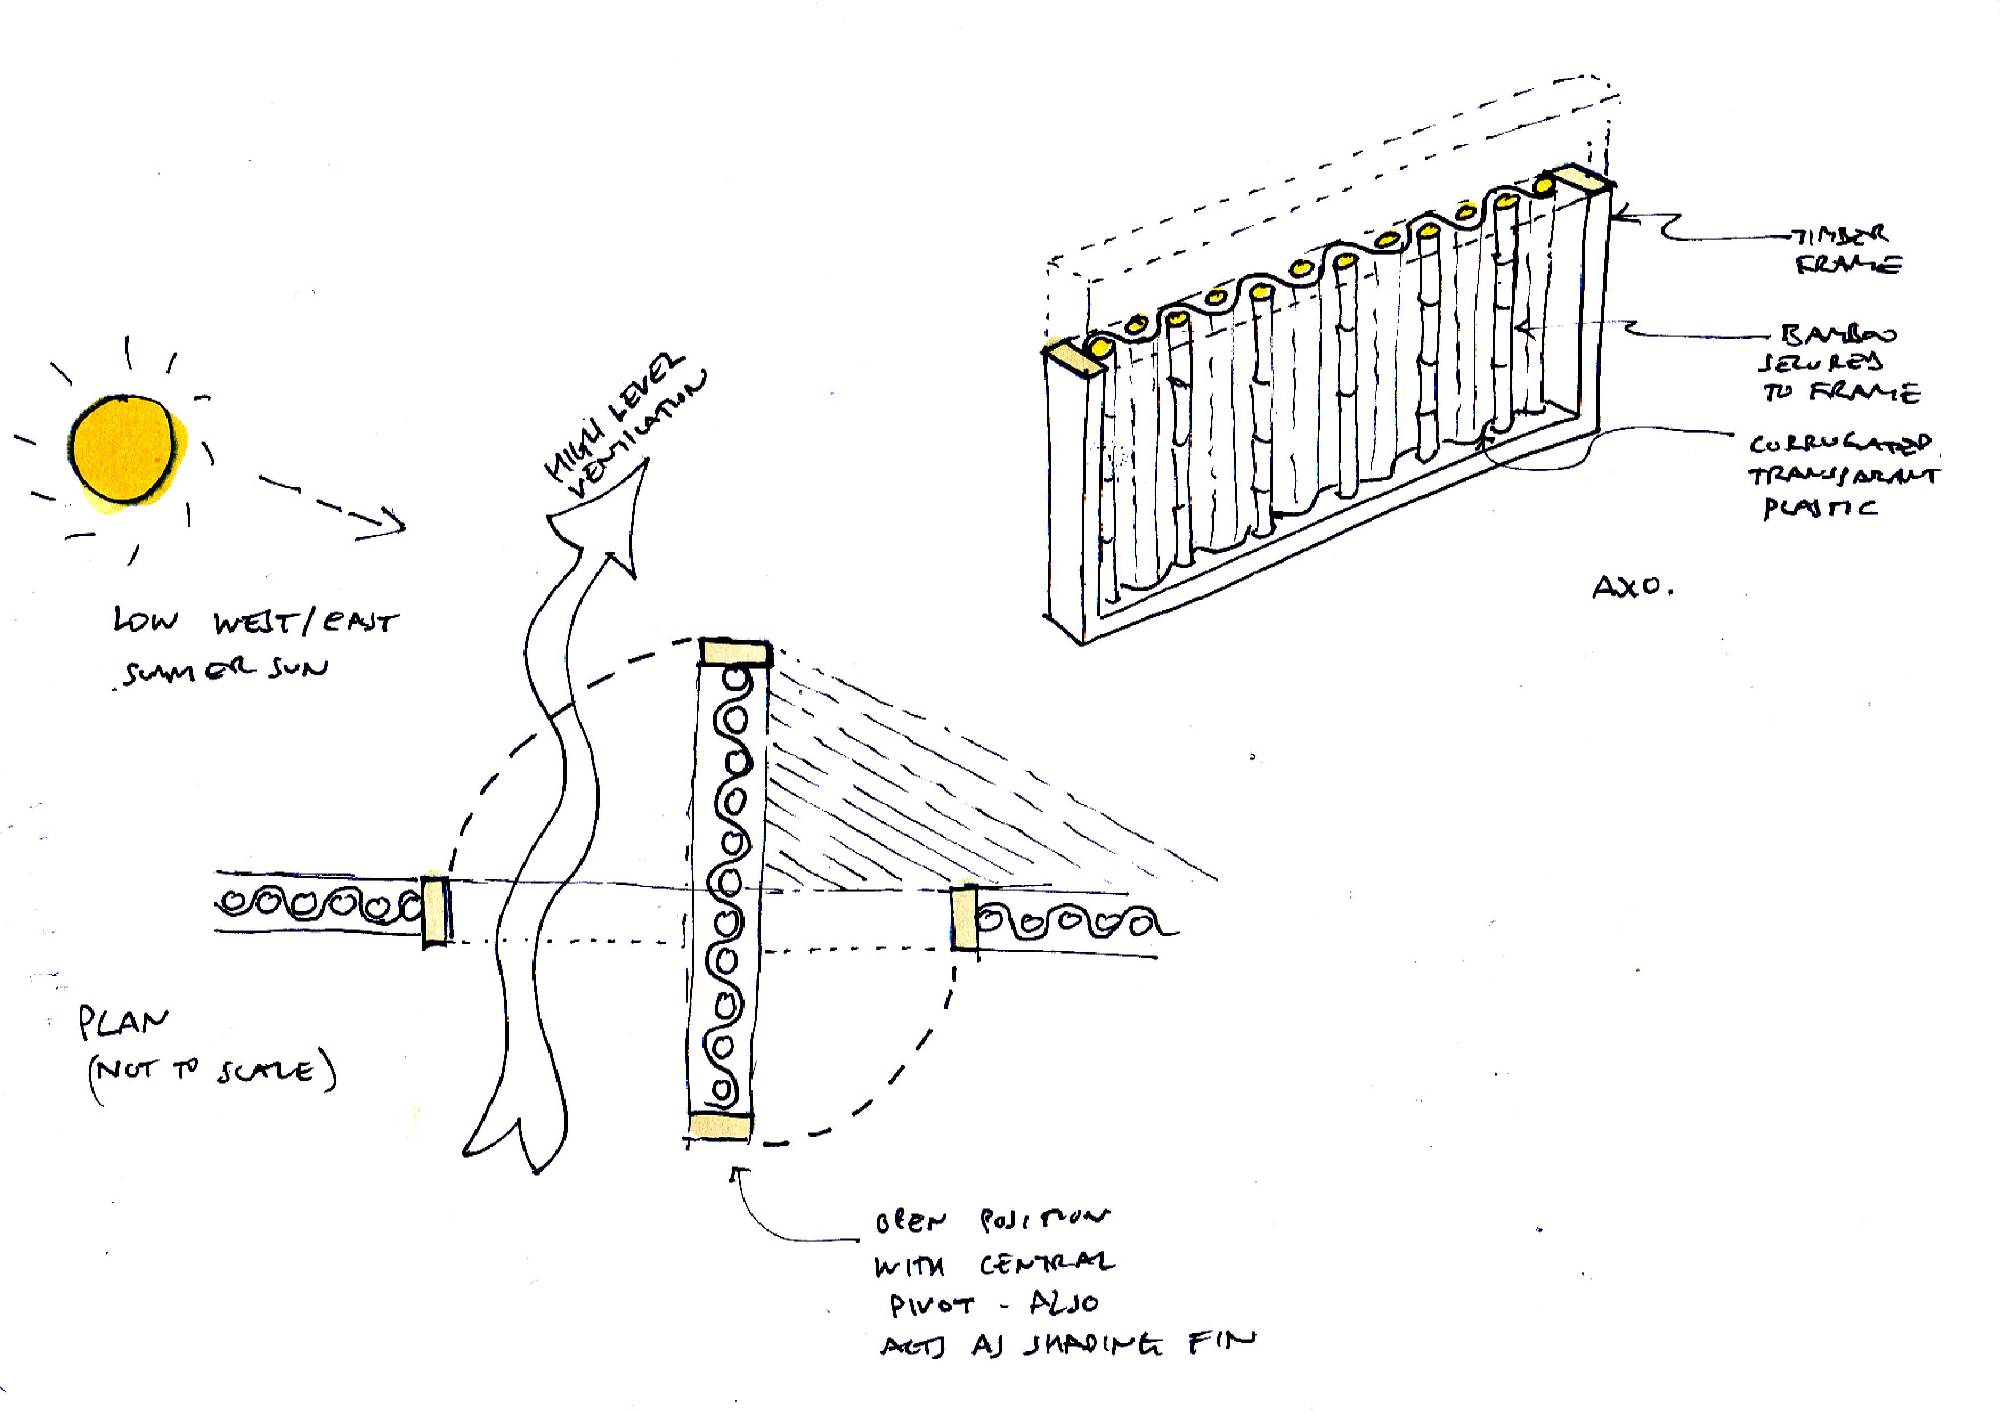 HIGH LEVEL
VENTILATION
TIMBER
FRAME
BAMBOO
SECURED
TO FRAME
CORRUGATED
TRANSPARANT
PLASTIC
AXO.
LOW WEST/EAST
SUMMER SUN
PLAN
(NOT TO SCALE)
OPEN POSITION
WITH CENTRAL
PIVOT - ALSO
ACTS AS SHADING FIN